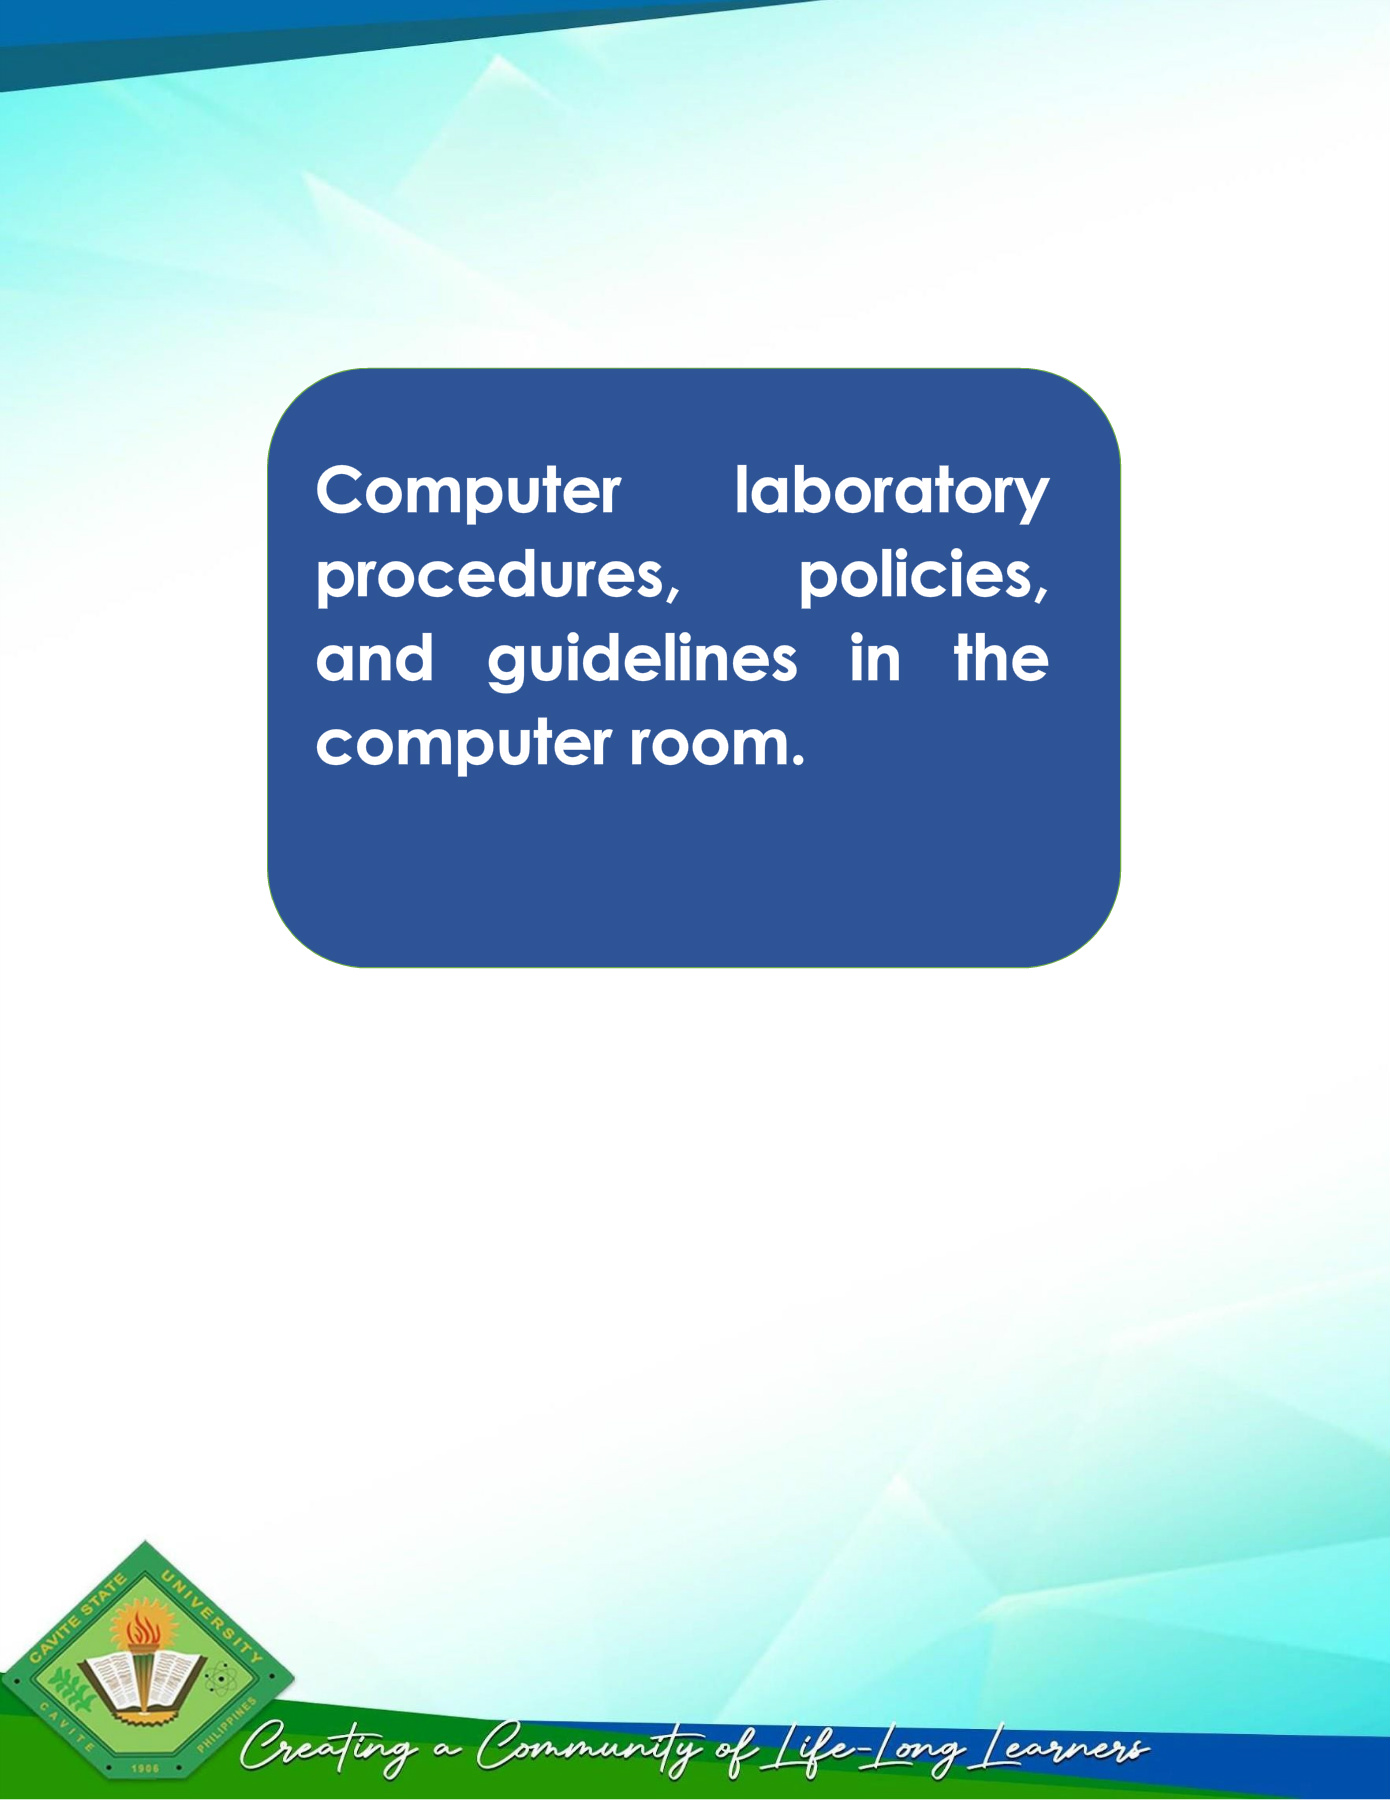 Computer laboratory
procedures, policies,
and guidelines in the
computer room.
CAVITE STATE UNIVERSITY
CAVITE PHILIPPINES
1906
Creating a Community of Life-Long Learners